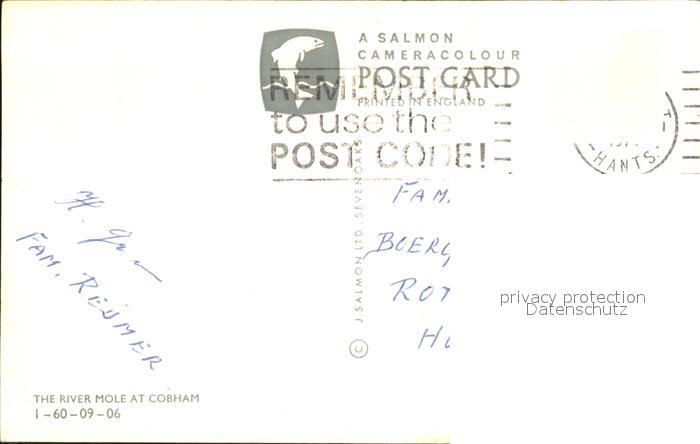 A SALMON
CAMERACOLOUR
POST CARD
PRINTED IN ENGLAND
REMEMBER
to use the
POST CODE!
HANTS.
© J SALMON LTD., SEVENOAKS
FAM.
BOERG
ROT
H. 
FAM. REUMER
privacy protection
Datenschutz
THE RIVER MOLE AT COBHAM
1-60-09-06